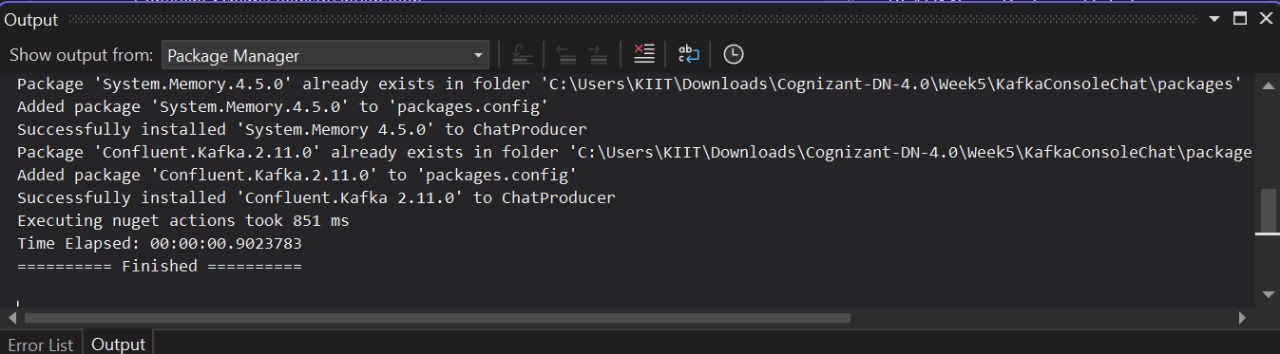 Output
Show output from: Package Manager
Package 'System.Memory.4.5.0' already exists in folder 'C:\Users\KIIT\Downloads\Cognizant-DN-4.0\Week5\KafkaConsoleChat\packages'
Added package 'System.Memory.4.5.0' to 'packages.config'
Successfully installed 'System.Memory 4.5.0' to ChatProducer
Package 'Confluent.Kafka.2.11.0' already exists in folder 'C:\Users\KIIT\Downloads\Cognizant-DN-4.0\Week5\KafkaConsoleChat\package
Added package 'Confluent.Kafka.2.11.0' to 'packages.config'
Successfully installed 'Confluent.Kafka 2.11.0' to ChatProducer
Executing nuget actions took 851 ms
Time Elapsed: 00:00:00.9023783
========== Finished ==========
Error List Output